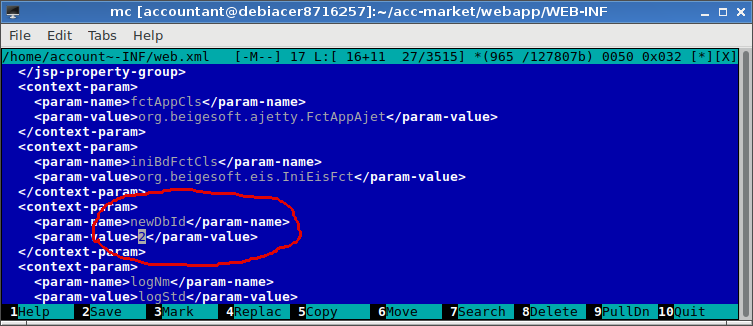 mc [accountant@debiacer8716257]:~/acc-market/webapp/WEB-INF
File Edit Tabs Help
/home/account~-INF/web.xml [-M--] 17 L:[ 16+11 27/3515] *(965 /127807b) 0050 0x032 [*][X]
</jsp-property-group>
<context-param>
<param-name>fctAppCls</param-name>
<param-value>org.beigesoft.ajetty.FctAppAjet</param-value>
</context-param>
<context-param>
<param-name>iniBdFctCls</param-name>
<param-value>org.beigesoft.eis.IniEisFct</param-value>
</context-param>
<context-param>
<param-name>newDbId</param-name>
<param-value>2</param-value>
</context-param>
<context-param>
<param-name>logNm</param-name>
<param-value>logStd</param-value>
1Help 2Save 3Mark 4Replac 5Copy 6Move 7Search 8Delete 9PullDn 10Quit